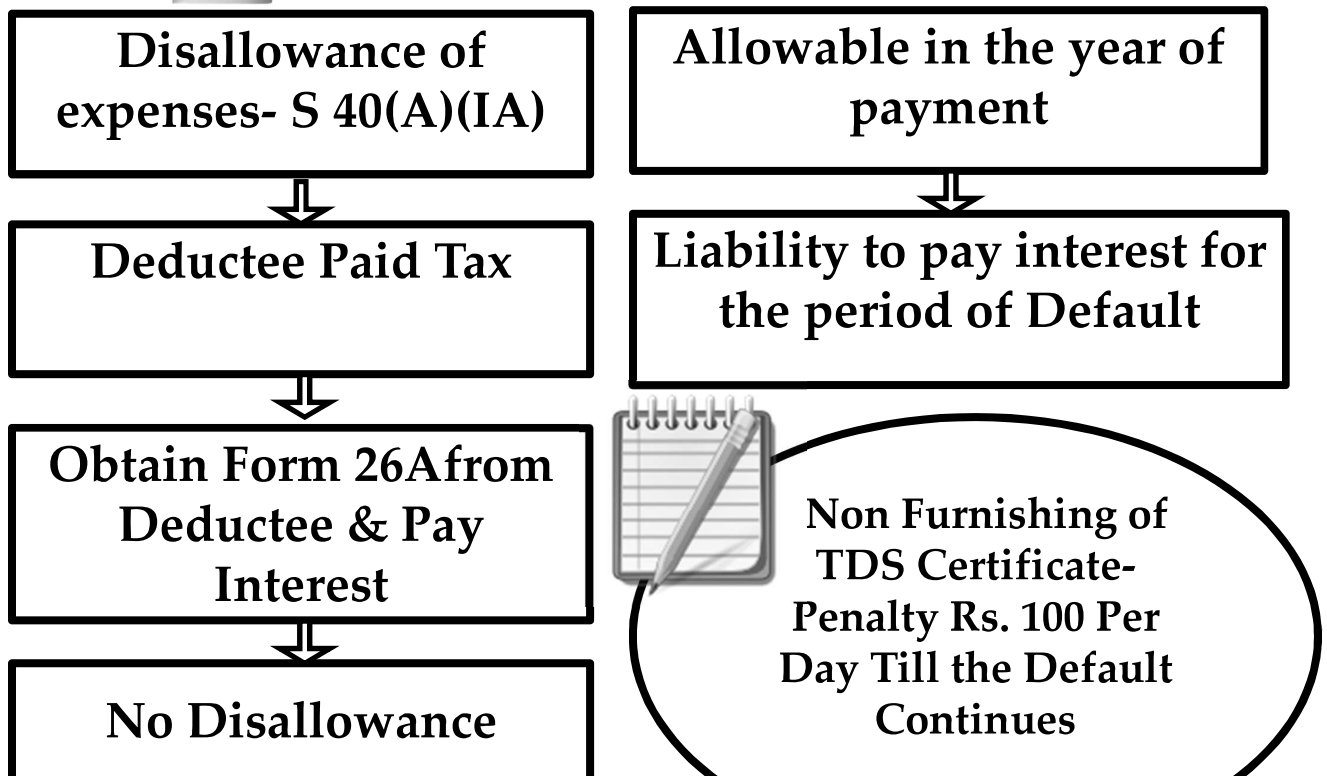 Disallowance of
expenses- S 40(A)(IA)
Deductee Paid Tax
Obtain Form 26Afrom
Deductee & Pay
Interest
No Disallowance
Allowable in the year of
payment
Liability to pay interest for
the period of Default
Non Furnishing of
TDS Certificate-
Penalty Rs. 100 Per
Day Till the Default
Continues